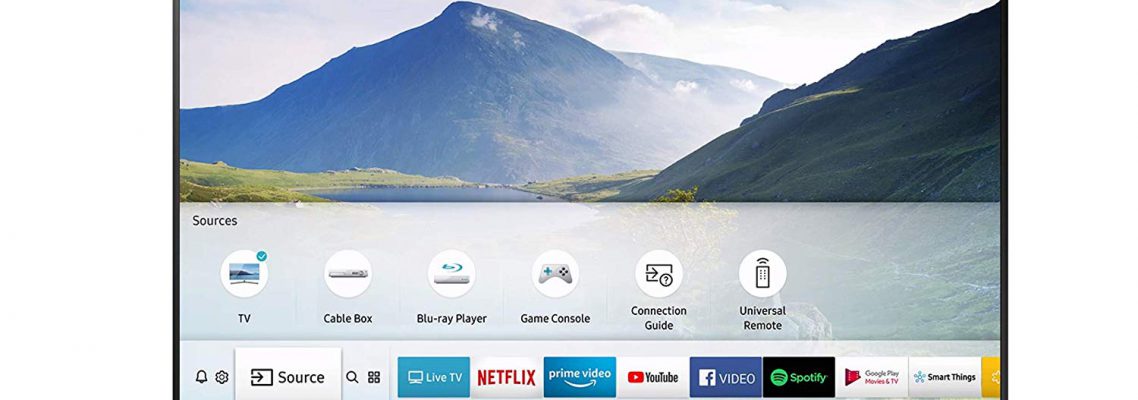 Sources
TV
Cable Box
Blu-ray Player
Game Console
Connection
Guide
Universal
Remote
Source
Live TV
NETFLIX
prime video
YouTube
VIDEO
Spotify
Google Play
Movies & TV
Smart Things